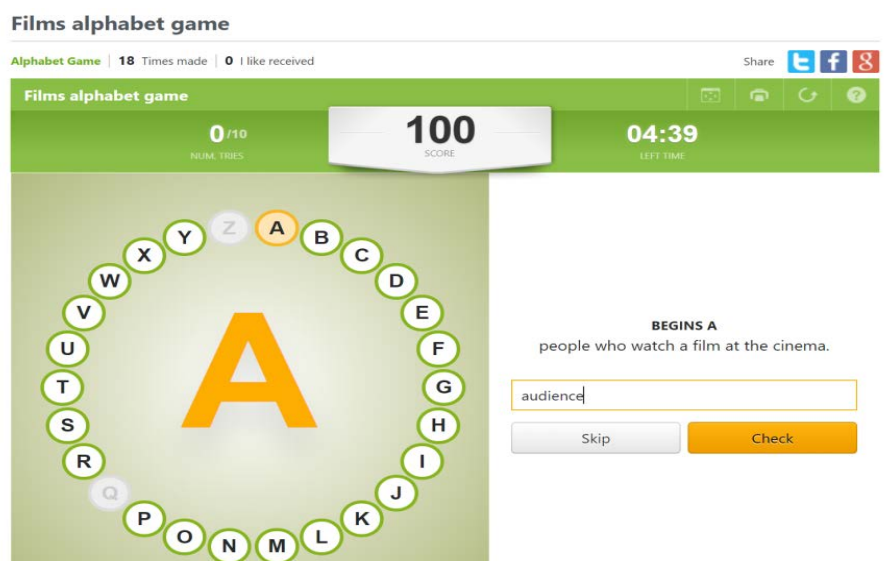 Films alphabet game
Alphabet Game | 18 Times made | 0 I like received
Share
Films alphabet game
0/10
NUM. TRIES
100
SCORE
04:39
LEFT TIME
A
B
C
D
E
F
G
H
I
J
K
L
M
N
O
P
Q
R
S
T
U
V
W
X
Y
Z
A
BEGINS A
people who watch a film at the cinema.
audience
Skip
Check